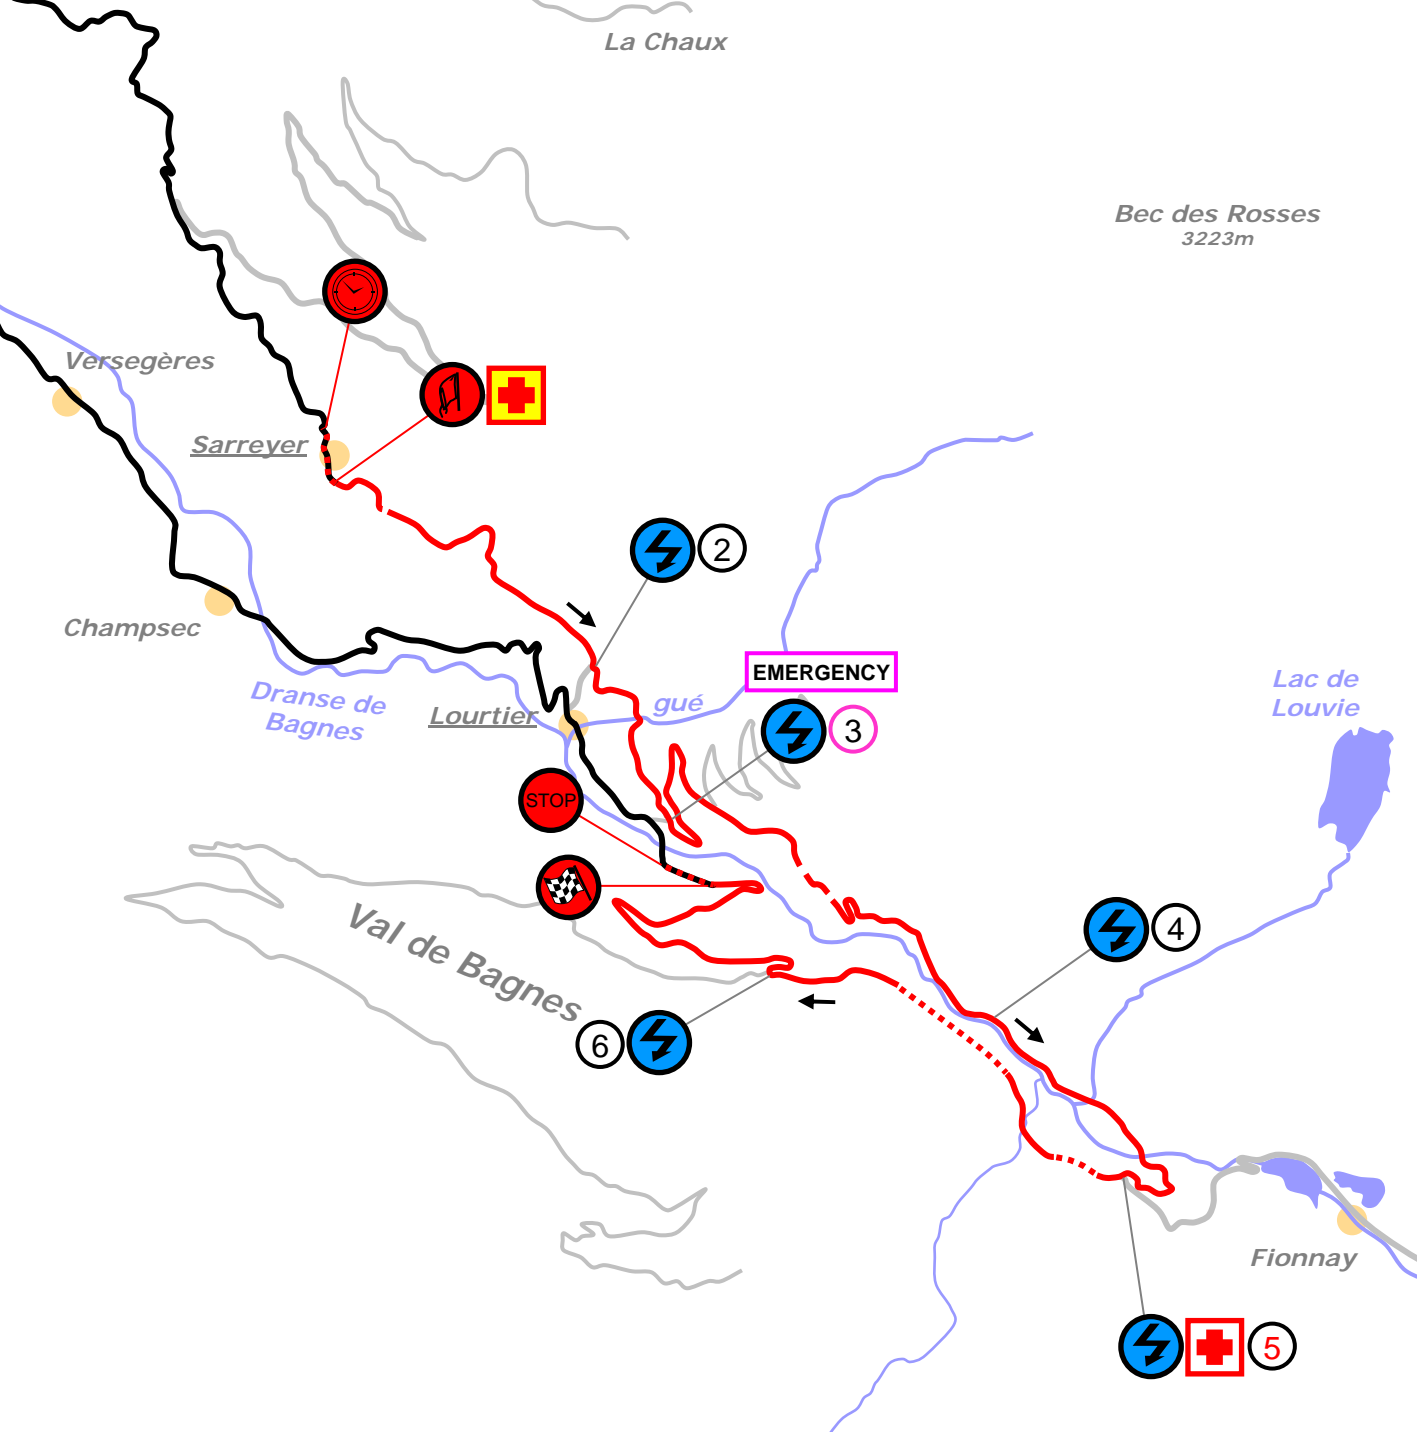 La Chaux
Bec des Rosses
3223m
Versegères
Sarreyer
2
Champsec
EMERGENCY
Dranse de
Bagnes
Lourtier
gué
3
Lac de
Louvie
STOP
Val de Bagnes
4
6
Fionnay
5